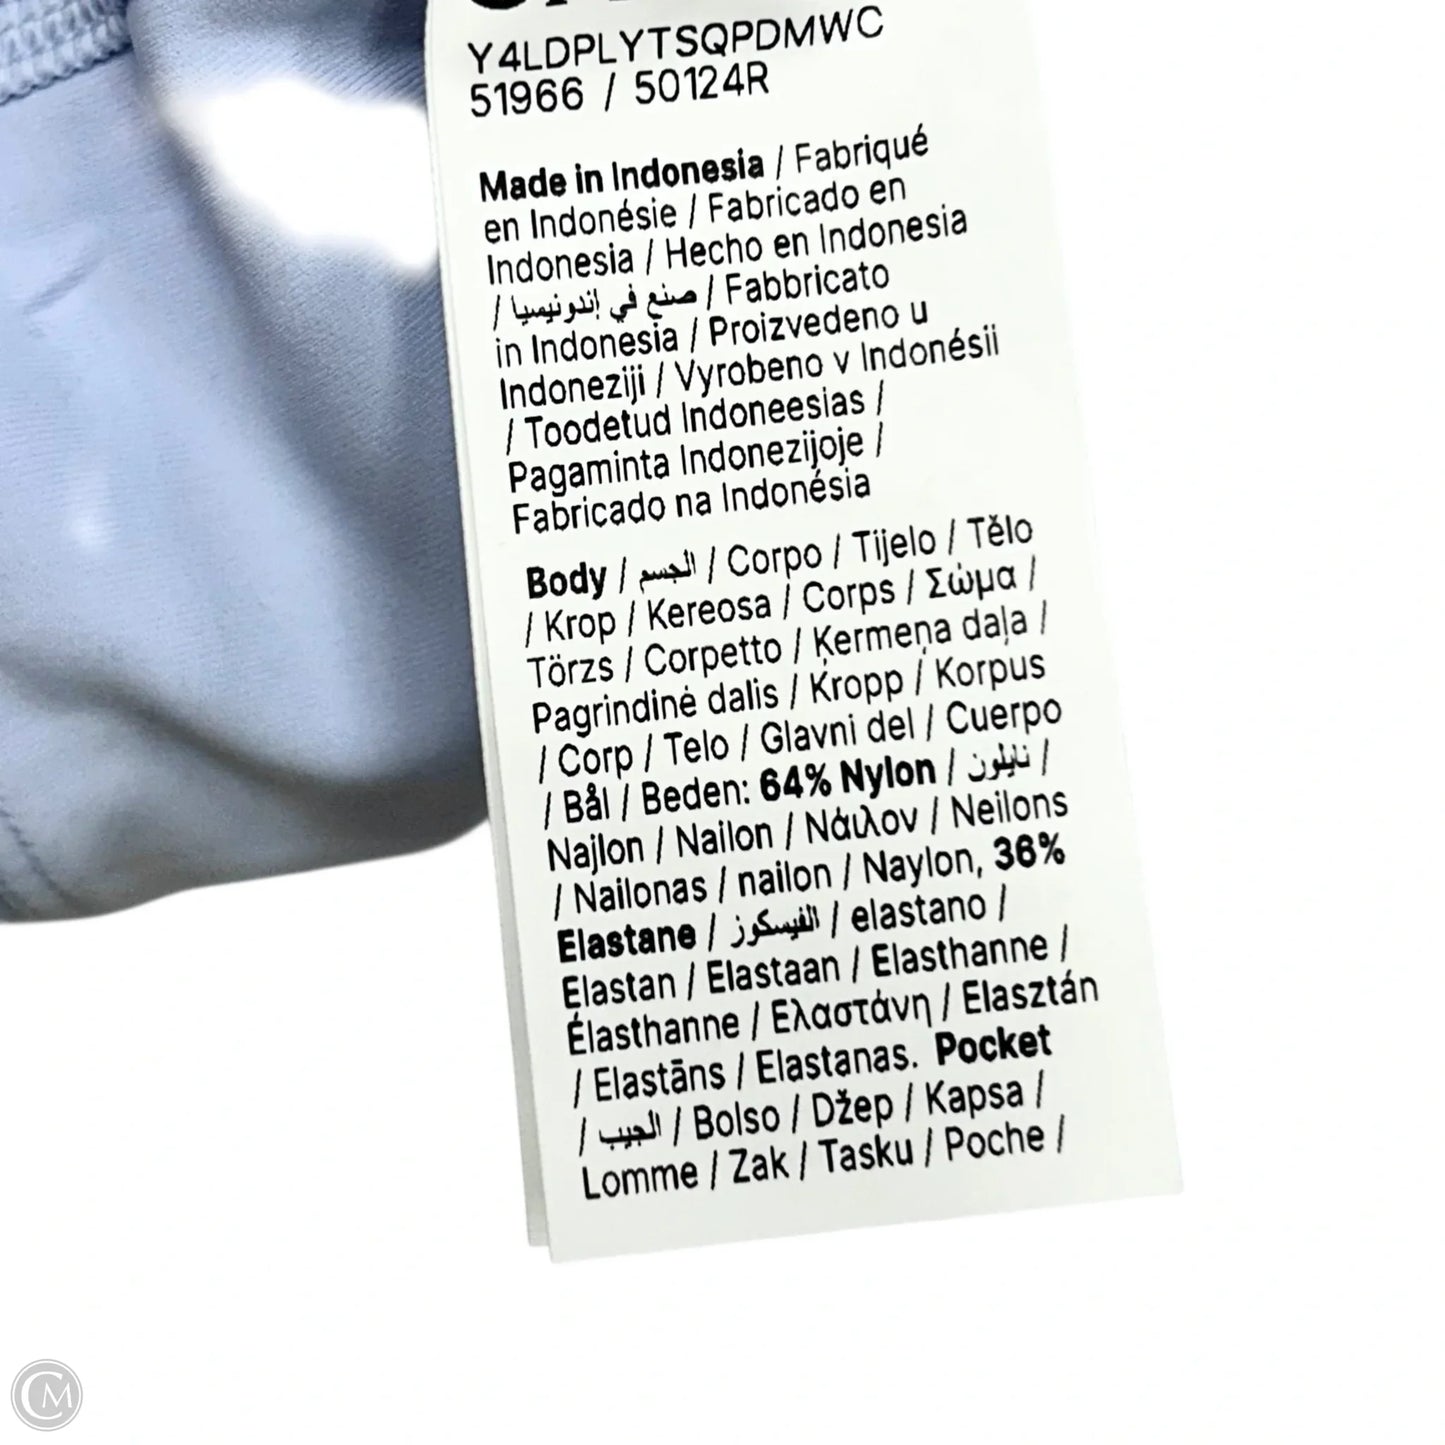 Y4LDPLYTSQPDMWC
51966 / 50124R
Made in Indonesia / Fabriqué
en Indonésie / Fabricado en
Indonesia / Hecho en Indonesia
/ صنع في إندونيسيا / Fabbricato
in Indonesia / Proizvedeno u
Indoneziji / Vyrobeno v Indonésii
/ Toodetud Indoneesias /
Pagaminta Indonezijoje /
Fabricado na Indonésia
Body / الجسم / Corpo / Tijelo / Tělo
/ Krop / Kereosa / Corps / Σώμα /
Törzs / Corpetto / Ķermeņa daļa /
Pagrindinė dalis / Kropp / Korpus
/ Corp / Telo / Glavni del / Cuerpo
/ Bål / Beden: 64% Nylon / نايلون /
Najlon / Nailon / Νάιλον / Neilons
/ Nailonas / nailon / Naylon, 36%
Elastane / الفيسكوز / elastano /
Elastan / Elastaan / Elasthanne /
Élasthanne / Ελαστάνη / Elasztán
/ Elastāns / Elastanas. Pocket
/ الجيب / Bolso / Džep / Kapsa /
Lomme / Zak / Tasku / Poche /
CM